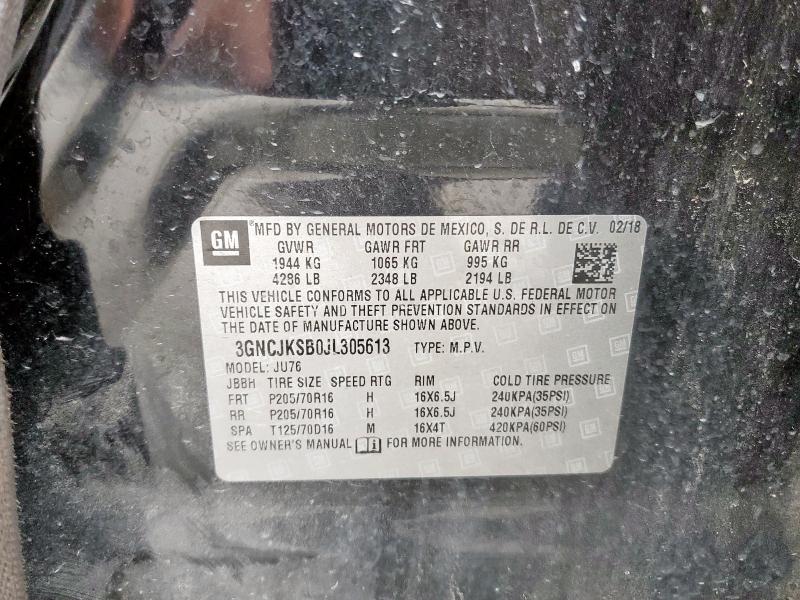 GM ® MFD BY GENERAL MOTORS DE MEXICO, S. DE R.L. DE C.V. 02/18
GVWR GAWR FRT GAWR RR
1944 KG 1065 KG 995 KG
4286 LB 2348 LB 2194 LB
THIS VEHICLE CONFORMS TO ALL APPLICABLE U.S. FEDERAL MOTOR
VEHICLE SAFETY AND THEFT PREVENTION STANDARDS IN EFFECT ON
THE DATE OF MANUFACTURE SHOWN ABOVE.
3GNCJKSB0JL305613 TYPE: M.P.V.
MODEL: JU76
JBBH TIRE SIZE SPEED RTG RIM COLD TIRE PRESSURE
FRT P205/70R16 H 16X6.5J 240KPA(35PSI)
RR P205/70R16 H 16X6.5J 240KPA(35PSI)
SPA T125/70D16 M 16X4T 420KPA(60PSI)
SEE OWNER'S MANUAL FOR MORE INFORMATION.